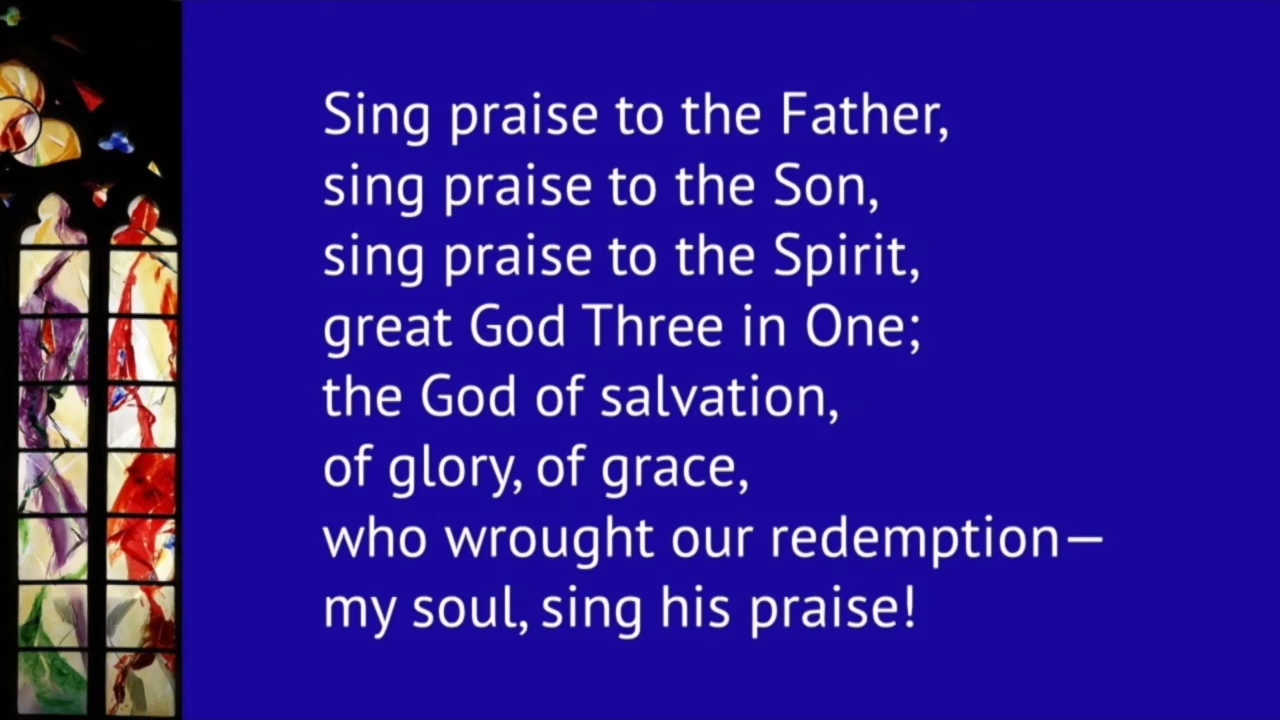 Sing praise to the Father,
sing praise to the Son,
sing praise to the Spirit,
great God Three in One;
the God of salvation,
of glory, of grace,
who wrought our redemption—
my soul, sing his praise!